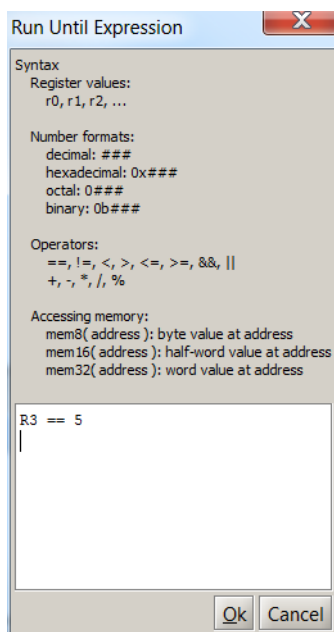 Run Until Expression
X
Syntax
Register values:
r0, r1, r2, ...
Number formats:
decimal: ###
hexadecimal: 0x###
octal: 0###
binary: 0b###
Operators:
==, !=, <, >, <=, >=, &&, ||
+, -, *, /, %
Accessing memory:
mem8( address ): byte value at address
mem16( address ): half-word value at address
mem32( address ): word value at address
R3 == 5
Ok Cancel